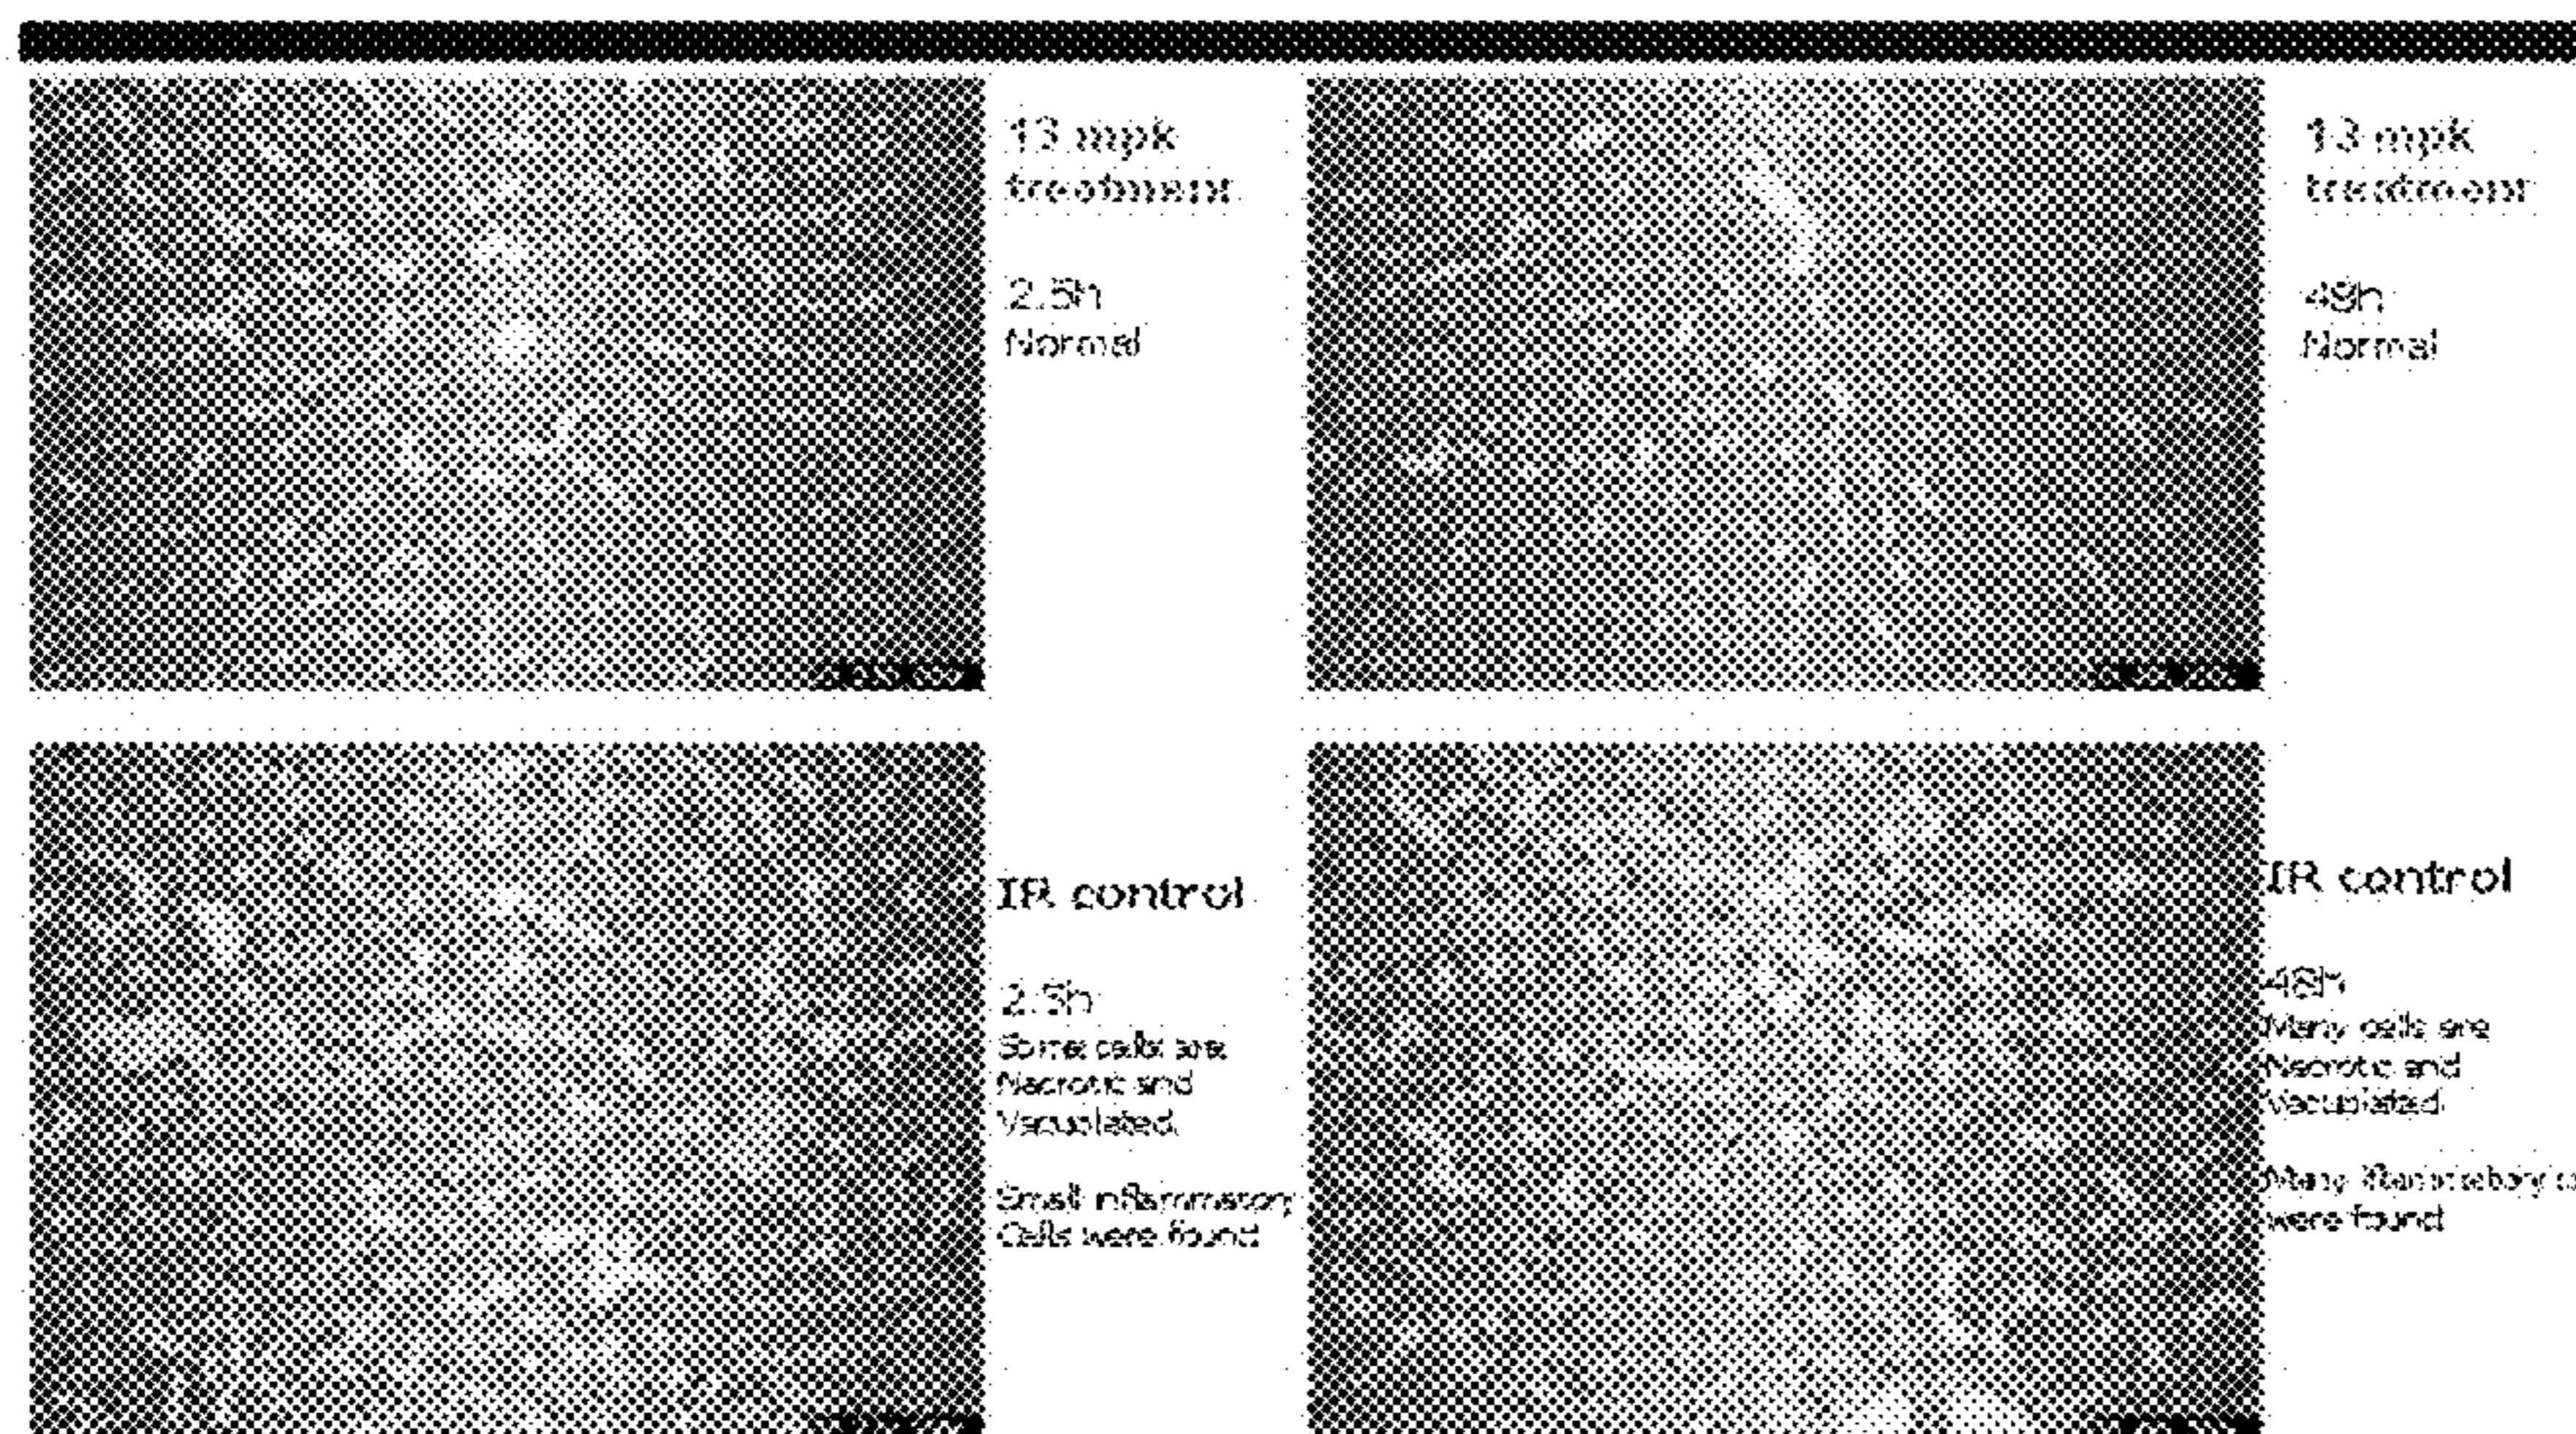 13 mpk
treatment
2.5h
Normal
13 mpk
treatment
48h
Normal
IR control
2.5h
Some cells are
Necrotic and
Vacuolated.
Small inflammatory
Cells were found
IR control
48h
Many cells are
Necrotic and
Vacuolated
Many
were found